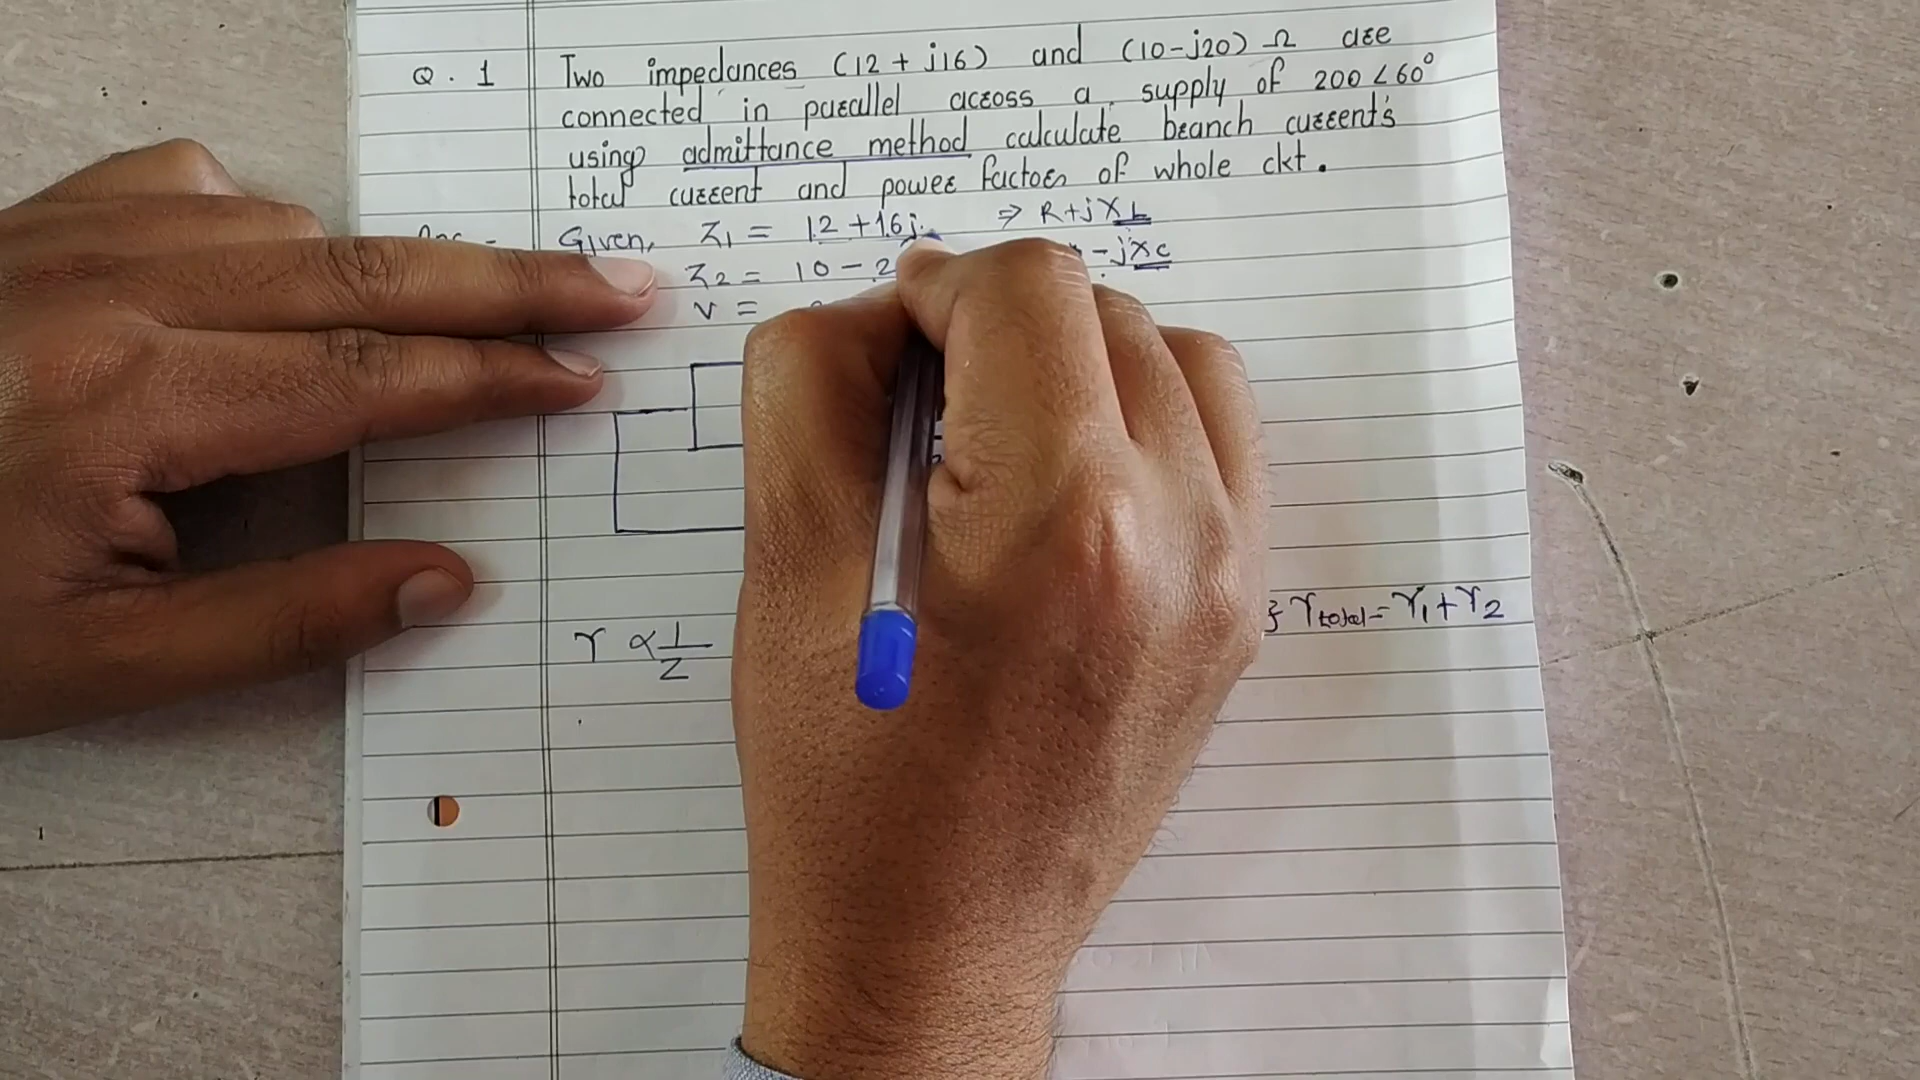 Q. 1 Two impedances (12 + j16) and (10 - j20) Ω are
connected in parallel across a supply of 200 ∠60°
using admittance method calculate branch current's
total current and power factor of whole ckt.
Given, Z1 = 12 + 16j ⇒ R + jXL
Z2 = 10 - 2 - jXc
V =
Y ∝ 1/Z } Ytotal = Y1 + Y2